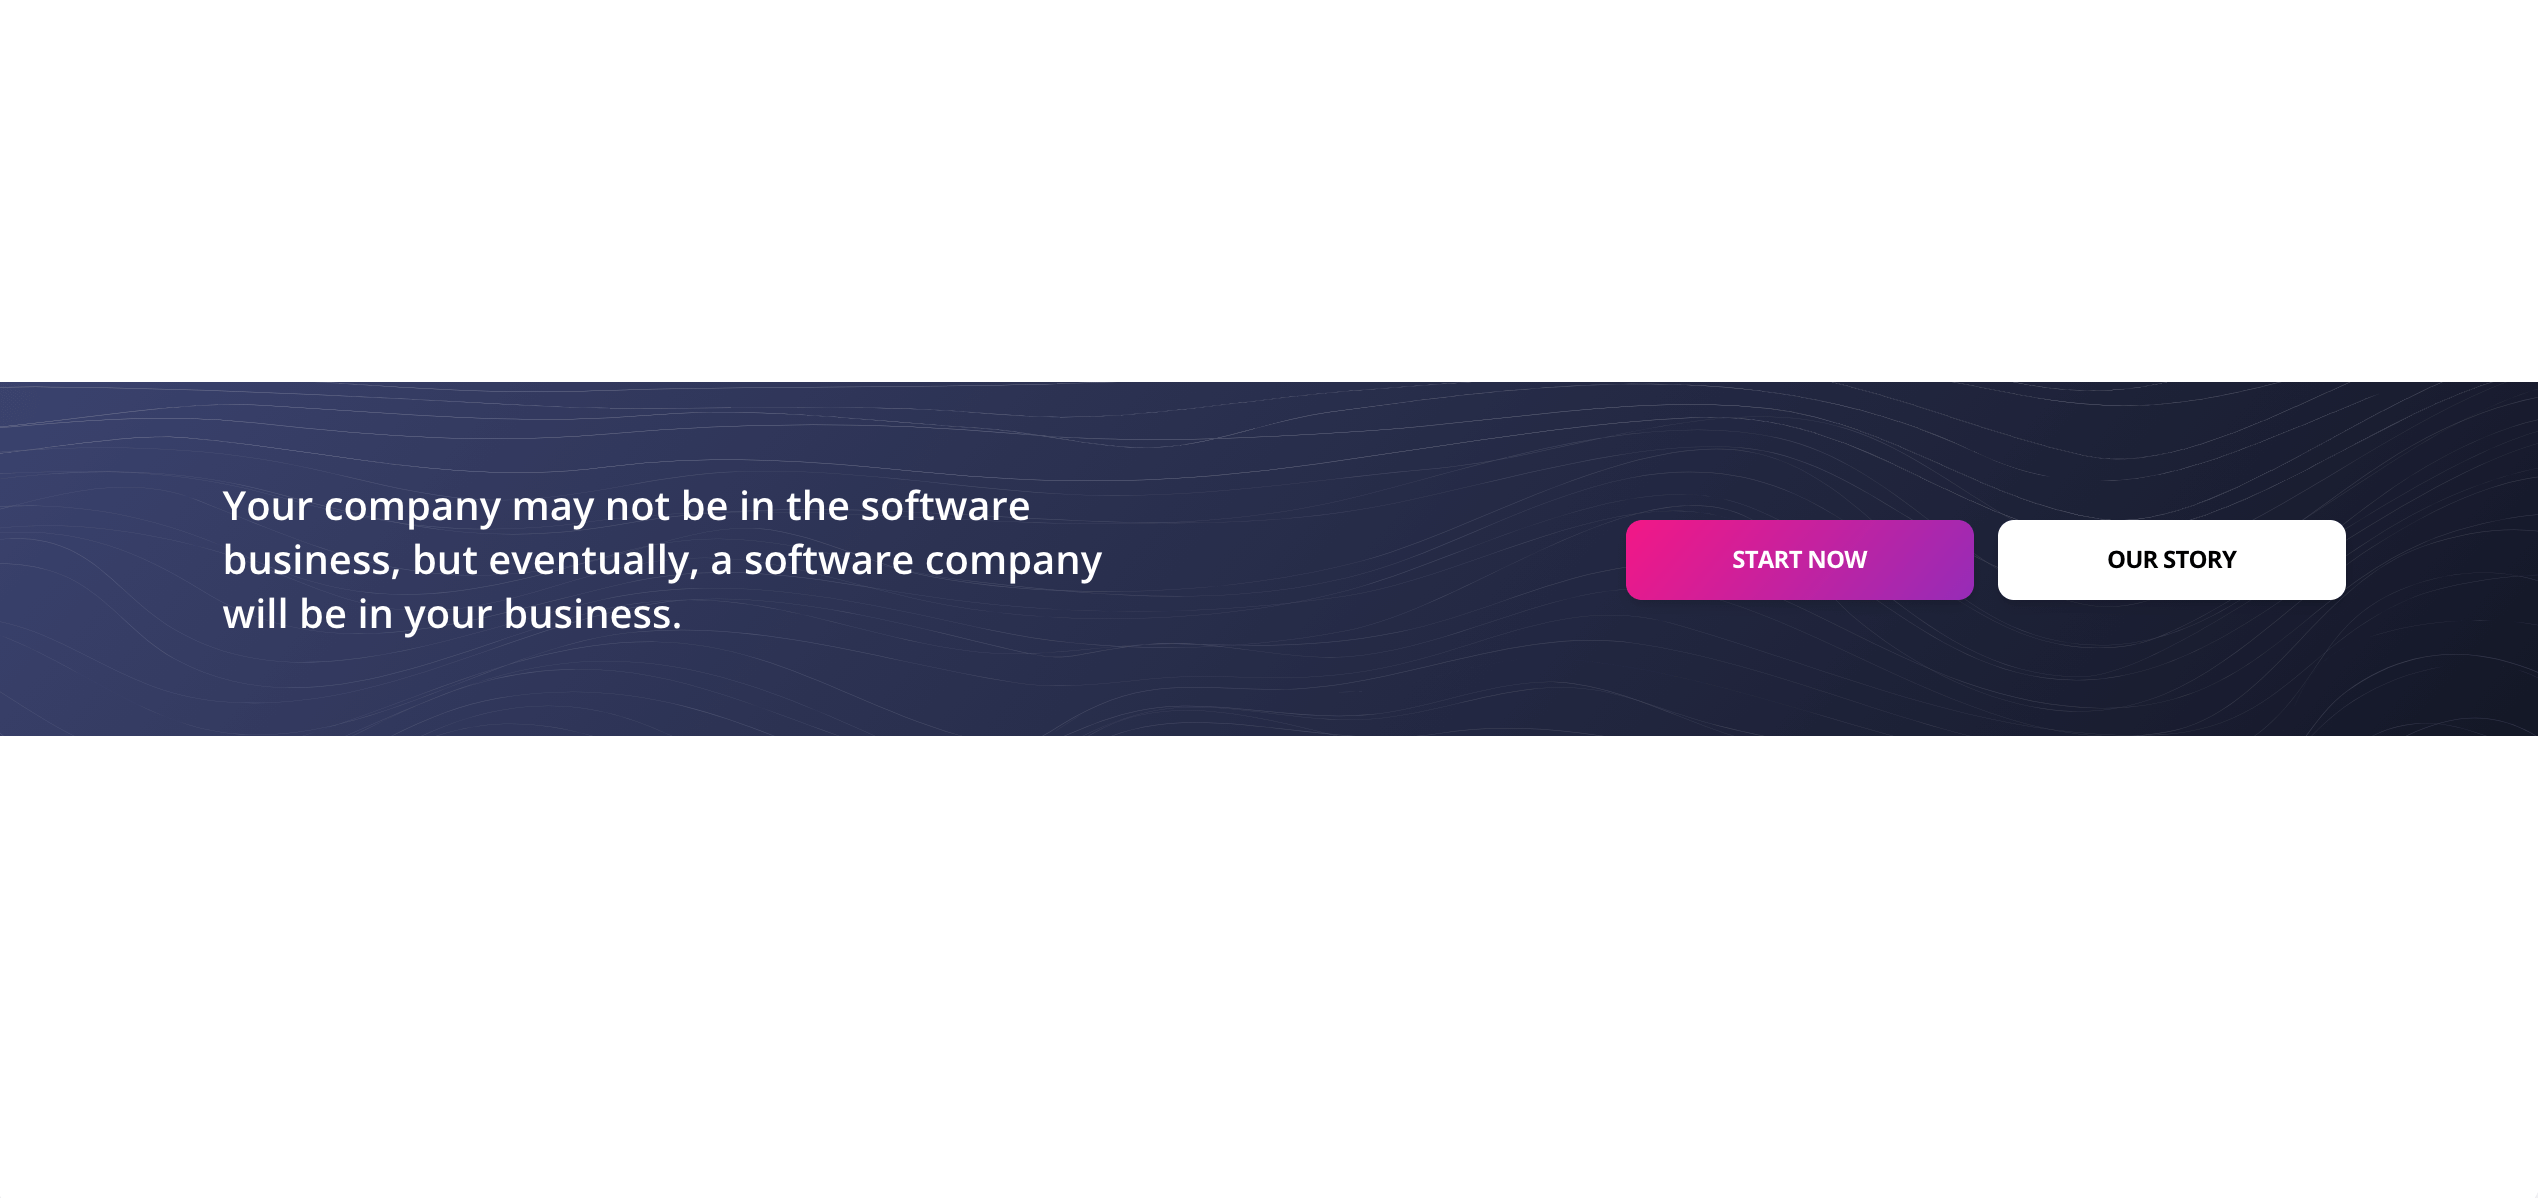 Your company may not be in the software
business, but eventually, a software company
will be in your business.
START NOW
OUR STORY